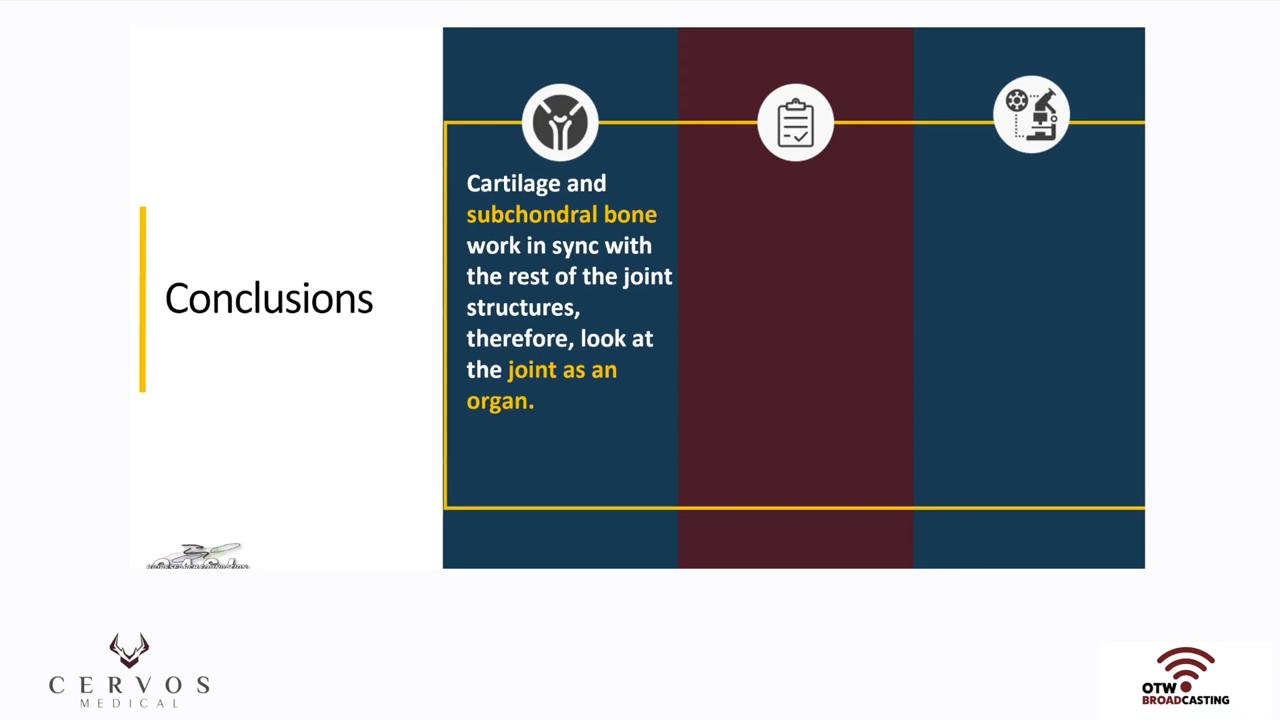 Conclusions
Cartilage and
subchondral bone
work in sync with
the rest of the joint
structures,
therefore, look at
the joint as an
organ.
CERVOS
MEDICAL
OTW
BROADCASTING